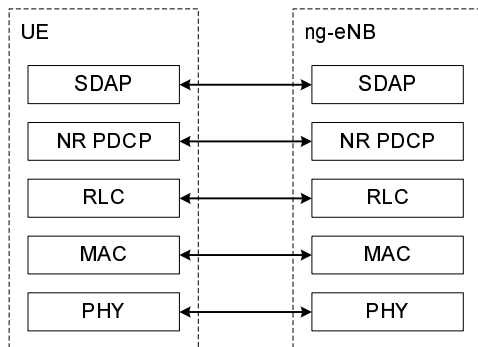 UE ng-eNB
SDAP SDAP
NR PDCP NR PDCP
RLC RLC
MAC MAC
PHY PHY